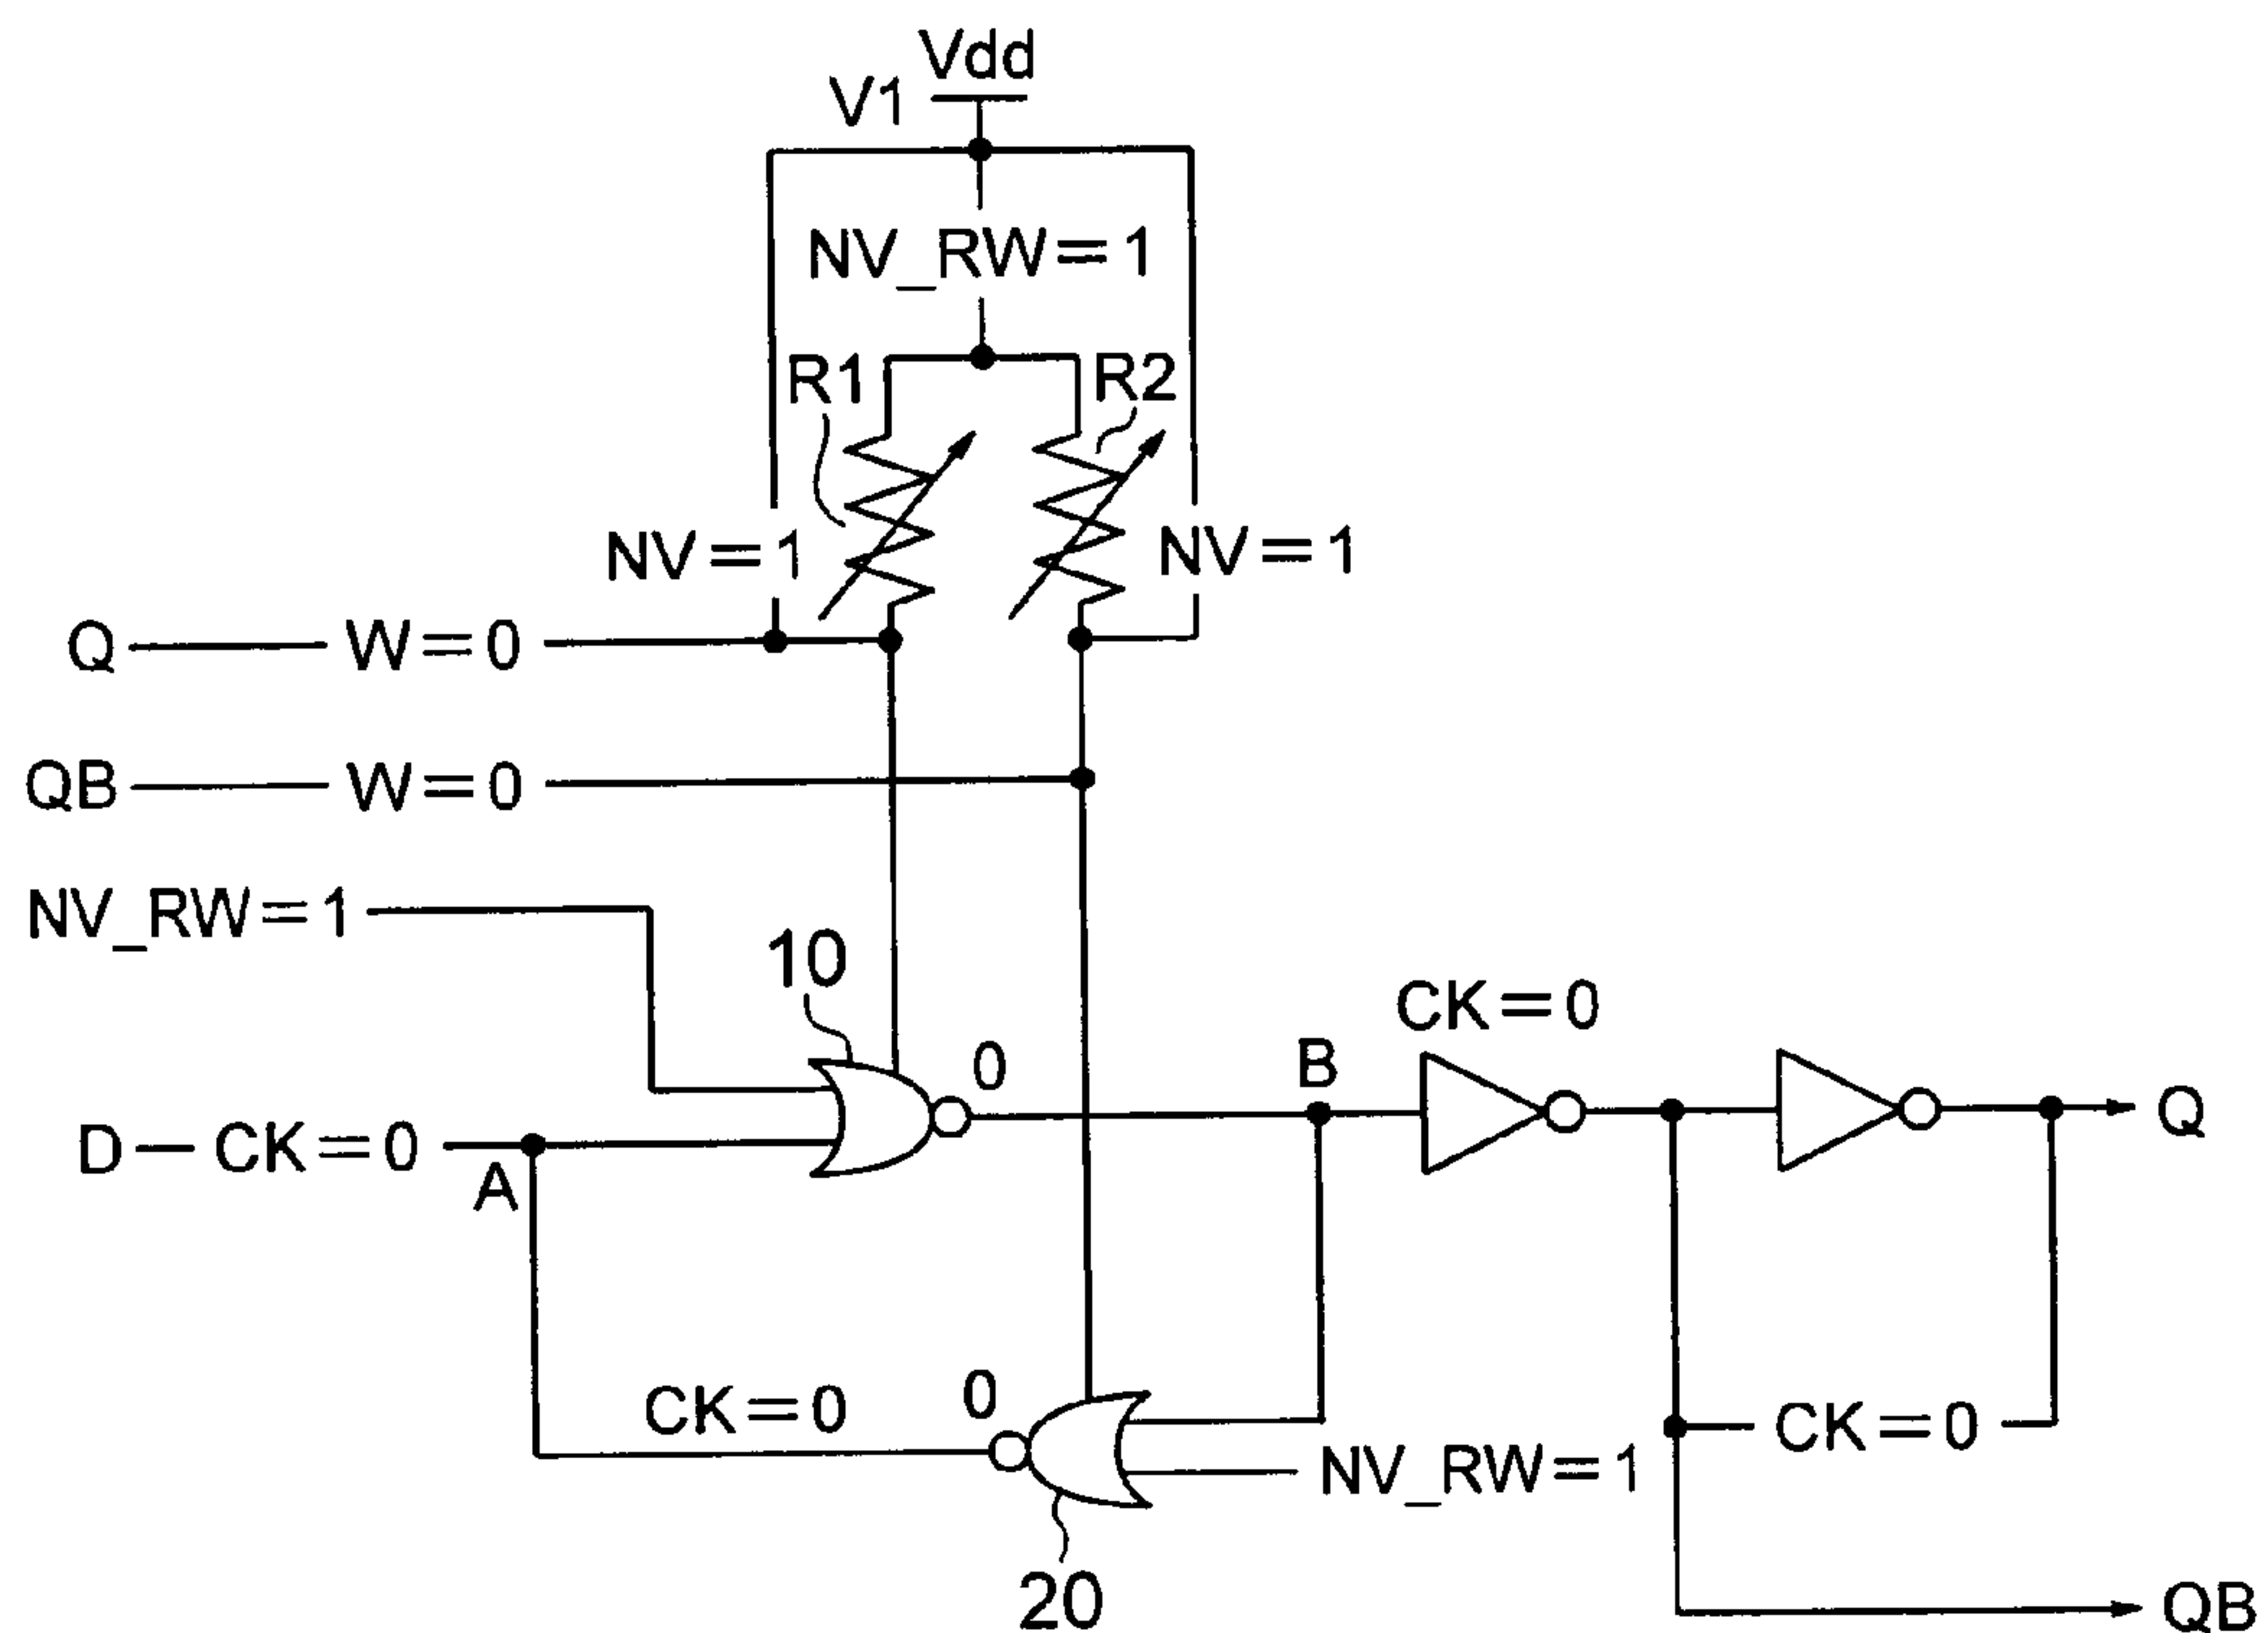 Vdd
V1
NV_RW=1
R1
R2
NV=1
NV=1
Q
W=0
QB
W=0
NV_RW=1
10
0
CK=0
B
D
CK=0
A
Q
CK=0
0
CK=0
NV_RW=1
20
QB